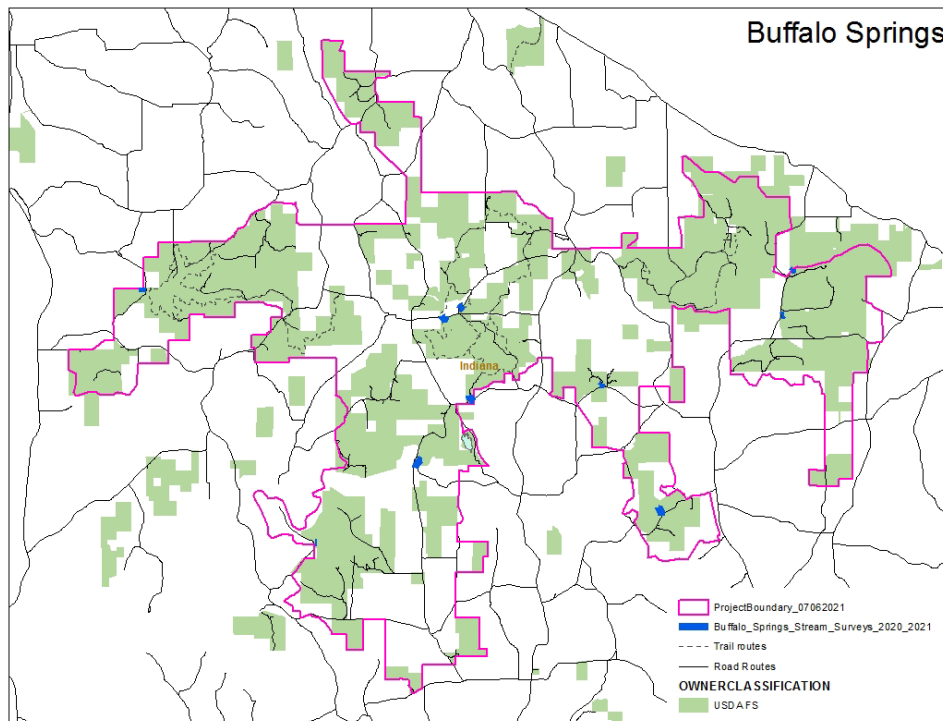 Buffalo Springs
Indiana
ProjectBoundary_07062021
Buffalo_Springs_Stream_Surveys_2020_2021
Trail routes
Road Routes
OWNERCLASSIFICATION
USDA FS